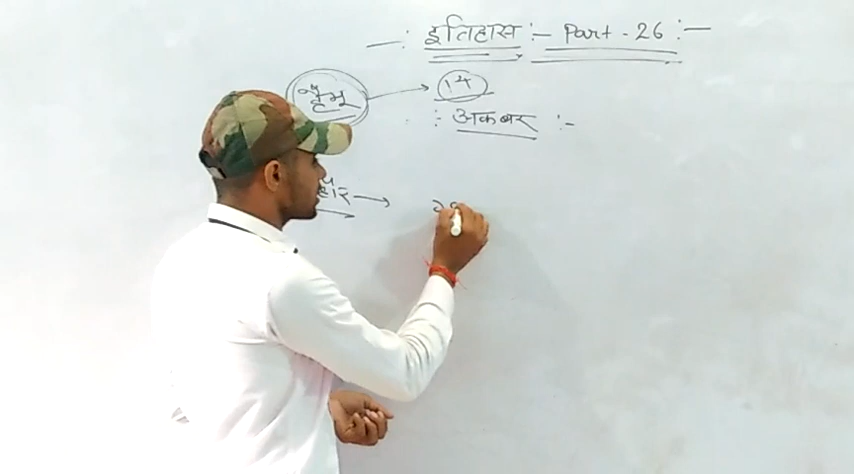 -: इतिहास :- Part - 26 :-
हेमू → 14
:- अकबर :-
→